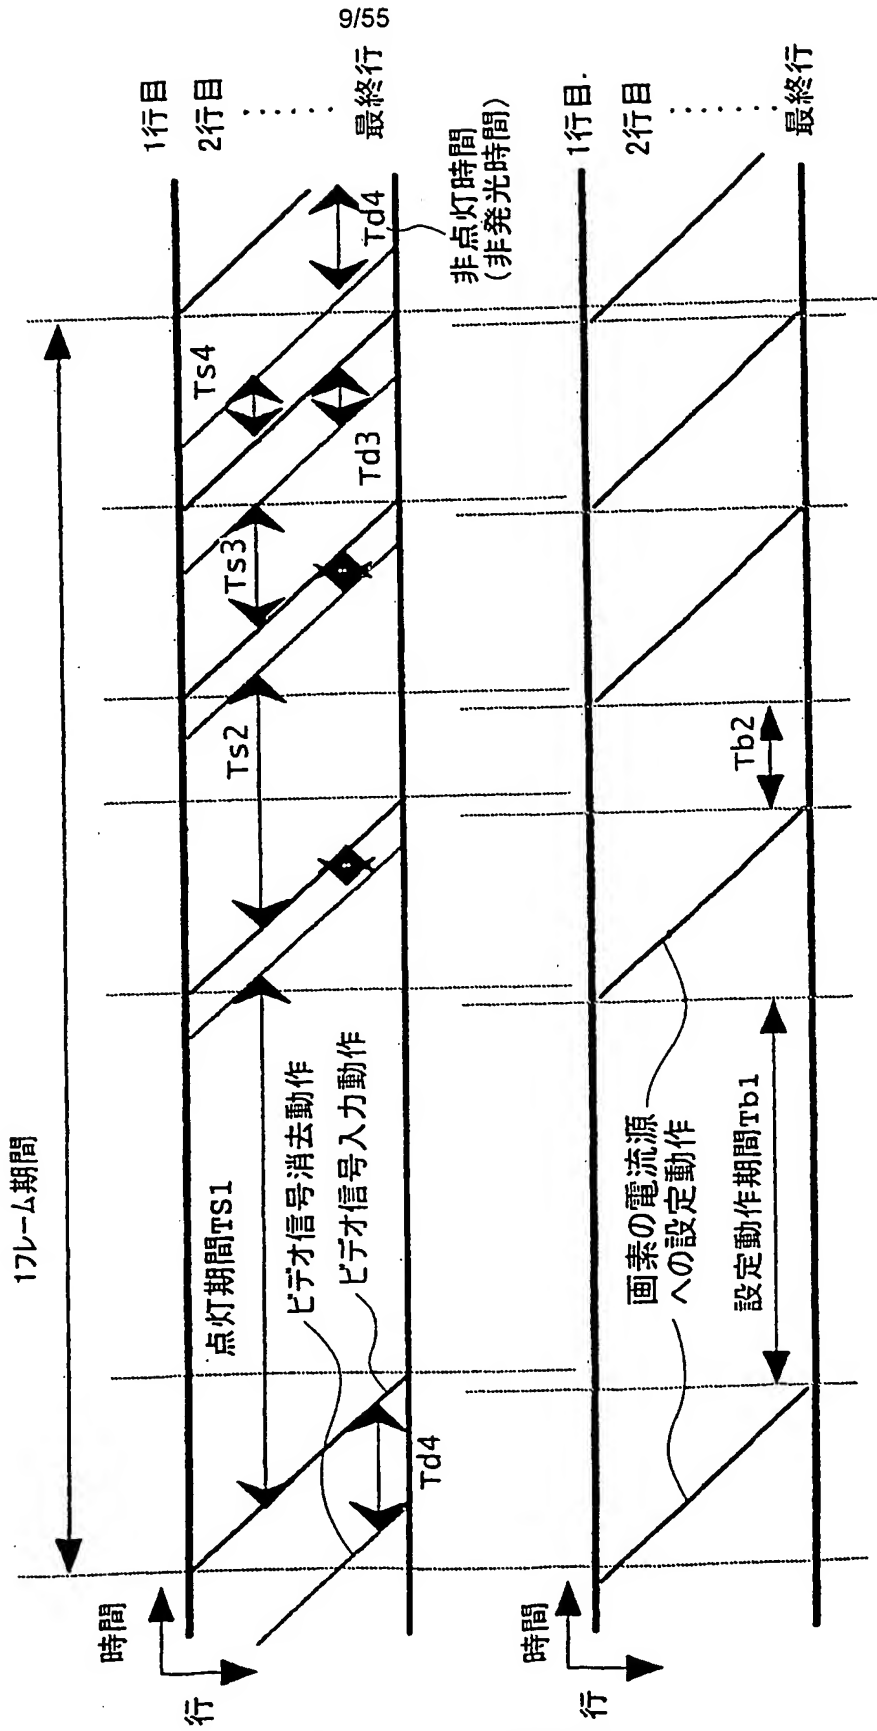 9/55
1フレーム期間
時間
行
1行目
2行目
......
最終行
点灯期間TS1
Ts2
Ts3
Ts4
ビデオ信号消去動作
ビデオ信号入力動作
Td4
Td3
Td4
非点灯時間
(非発光時間)
時間
行
1行目.
2行目
.......
最終行
画素の電流源
への設定動作
設定動作期間Tb1
Tb2